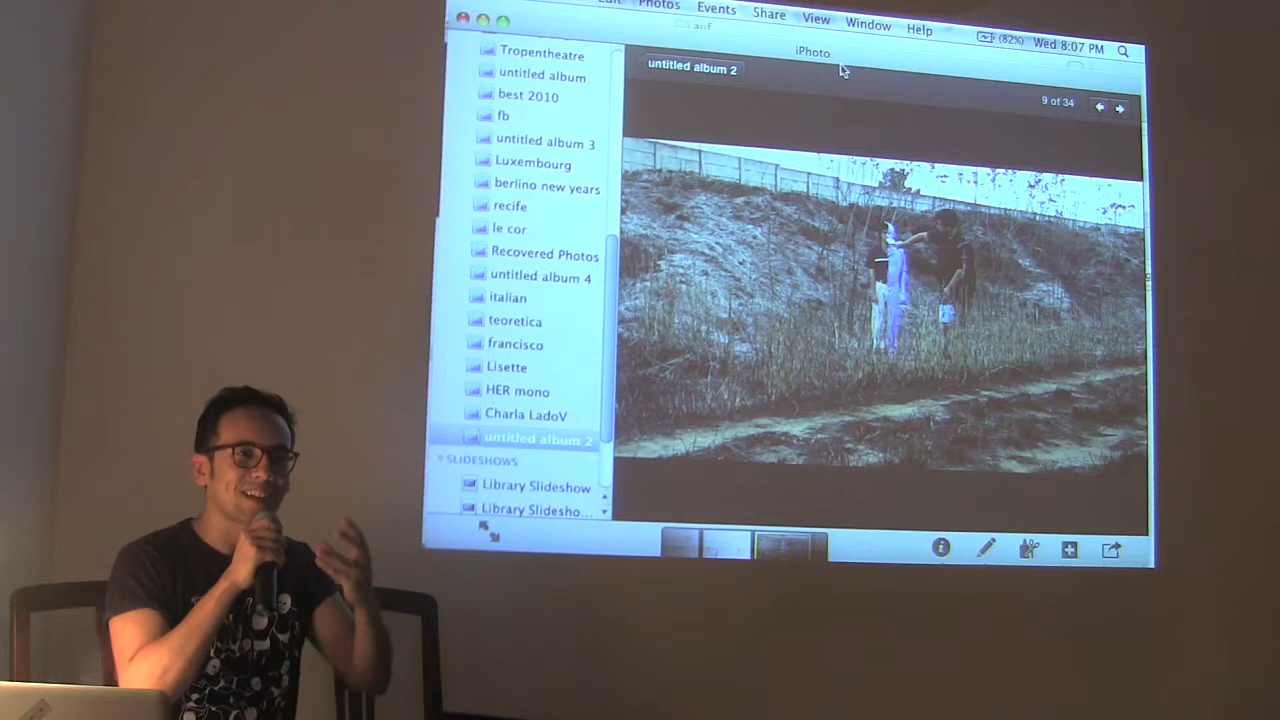 Edit Photos Events Share View Window Help (82%) Wed 8:07 PM
iPhoto
untitled album 2
9 of 34
Tropentheatre
untitled album
best 2010
fb
untitled album 3
Luxembourg
berlino new years
recife
le cor
Recovered Photos
untitled album 4
italian
teoretica
francisco
Lisette
HER mono
Charla LadoV
untitled album 2
SLIDESHOWS
Library Slideshow
Library Slidesho...